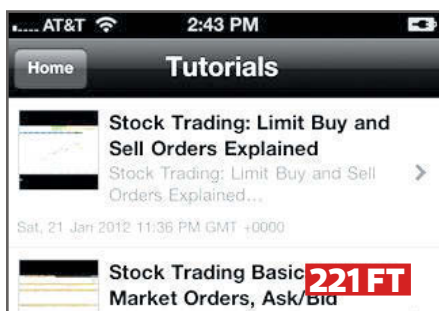 AT&T 2:43 PM
Home Tutorials
Stock Trading: Limit Buy and
Sell Orders Explained
Stock Trading: Limit Buy and Sell
Orders Explained...
Sat, 21 Jan 2012 11:36 PM GMT +0000
Stock Trading Basic
221 FT
Market Orders, Ask/Bid